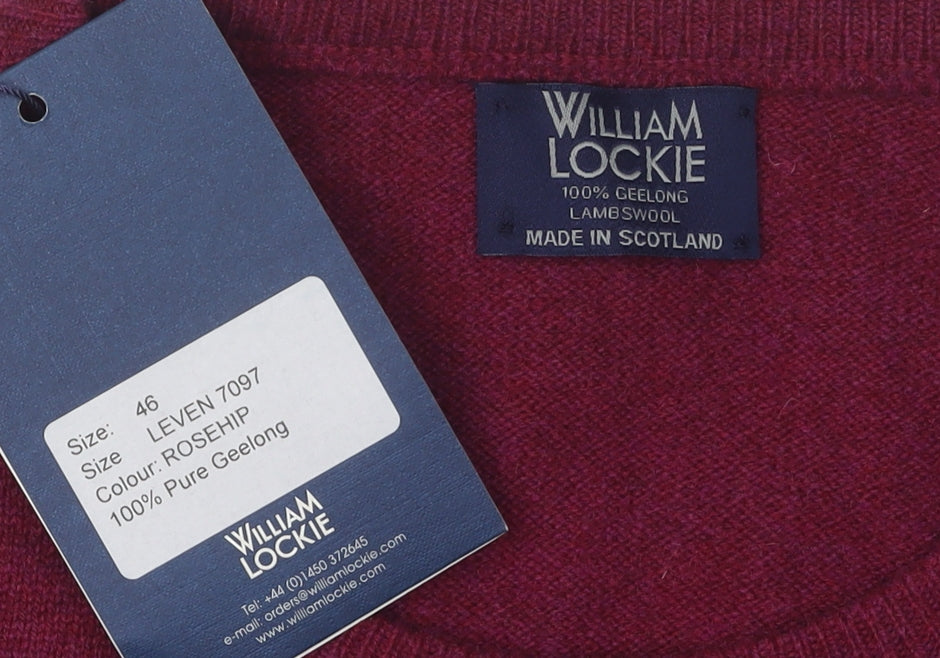 WILLIAM
LOCKIE
100% GEELONG
LAMBSWOOL
MADE IN SCOTLAND
Size: 46
Size LEVEN 7097
Colour: ROSEHIP
100% Pure Geelong
WILLIAM
LOCKIE
Tel: +44 (0)1450 372645
e-mail: orders@williamlockie.com
www.williamlockie.com